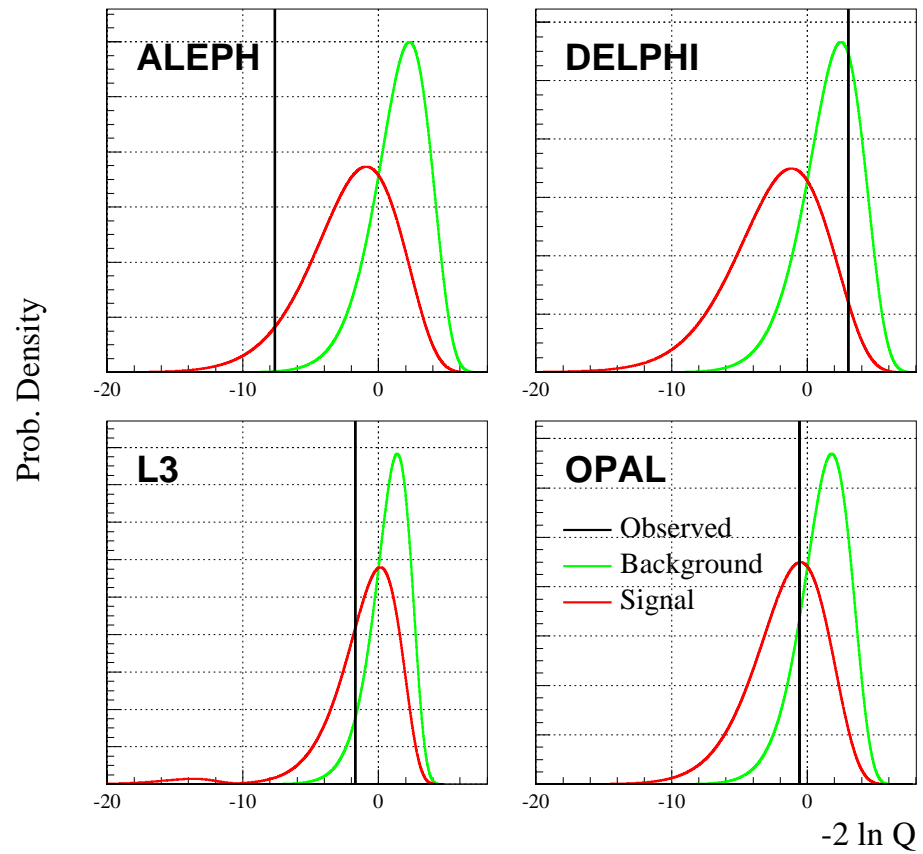 ALEPH
DELPHI
-20
-10
0
-20
-10
0
Prob. Density
L3
OPAL
Observed
Background
Signal
-20
-10
0
-20
-10
0
-2 ln Q